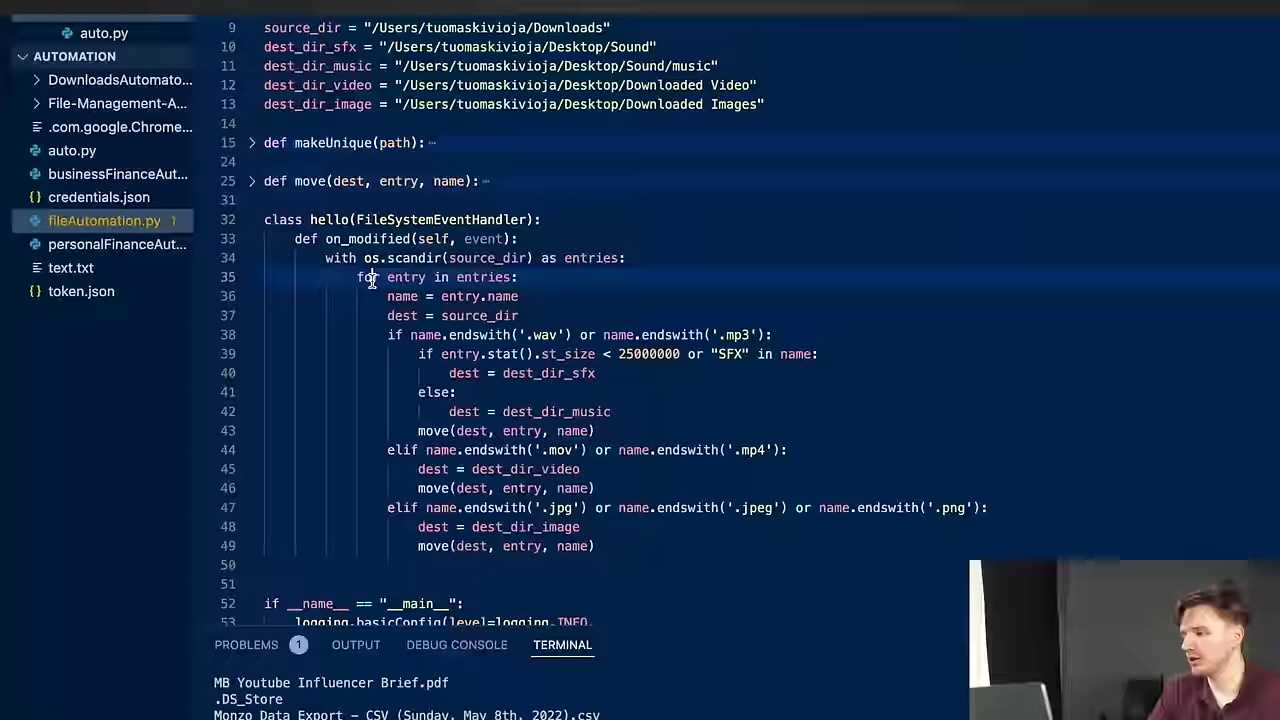 auto.py
AUTOMATION
DownloadsAutomato...
File-Management-A...
.com.google.Chrome...
auto.py
businessFinanceAut...
credentials.json
fileAutomation.py 1
personalFinanceAut...
text.txt
token.json
9 source_dir = "/Users/tuomaskivioja/Downloads"
10 dest_dir_sfx = "/Users/tuomaskivioja/Desktop/Sound"
11 dest_dir_music = "/Users/tuomaskivioja/Desktop/Sound/music"
12 dest_dir_video = "/Users/tuomaskivioja/Desktop/Downloaded Video"
13 dest_dir_image = "/Users/tuomaskivioja/Desktop/Downloaded Images"
14
15 def makeUnique(path):
24
25 def move(dest, entry, name):
31
32 class hello(FileSystemEventHandler):
33 def on_modified(self, event):
34 with os.scandir(source_dir) as entries:
35 for entry in entries:
36 name = entry.name
37 dest = source_dir
38 if name.endswith('.wav') or name.endswith('.mp3'):
39 if entry.stat().st_size < 25000000 or "SFX" in name:
40 dest = dest_dir_sfx
41 else:
42 dest = dest_dir_music
43 move(dest, entry, name)
44 elif name.endswith('.mov') or name.endswith('.mp4'):
45 dest = dest_dir_video
46 move(dest, entry, name)
47 elif name.endswith('.jpg') or name.endswith('.jpeg') or name.endswith('.png'):
48 dest = dest_dir_image
49 move(dest, entry, name)
50
51
52 if __name__ == "__main__":
53 logging.basicConfig(level=logging.INFO,
PROBLEMS 1 OUTPUT DEBUG CONSOLE TERMINAL
MB Youtube Influencer Brief.pdf
.DS_Store
Monzo Data Export – CSV (Sunday, May 8th, 2022).csv